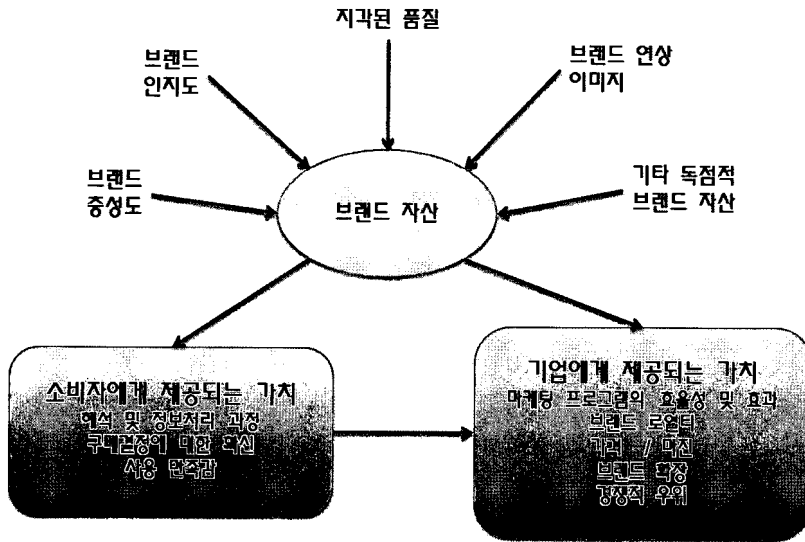 지각된 품질
브랜드
인지도
브랜드 연상
이미지
브랜드
충성도
기타 독점적
브랜드 자산
브랜드 자산
소비자에개 제공되는 가치
해석 및 정보처리 과정
구매결정에 대한 확신
사용 만족감
기업에게 제공되는 가치
마케팅 프로그램의 효율성 및 효과
브랜드 로열티
가격 / 마진
브랜드 확장
경쟁적 우위